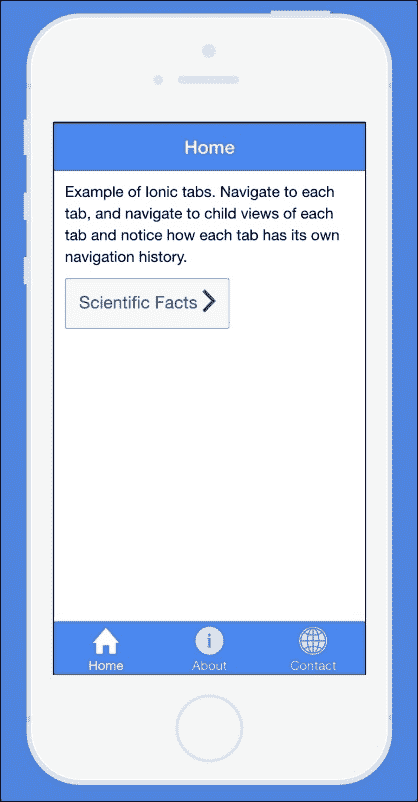 Home
Example of Ionic tabs. Navigate to each
tab, and navigate to child views of each
tab and notice how each tab has its own
navigation history.
Scientific Facts
Home
About
Contact